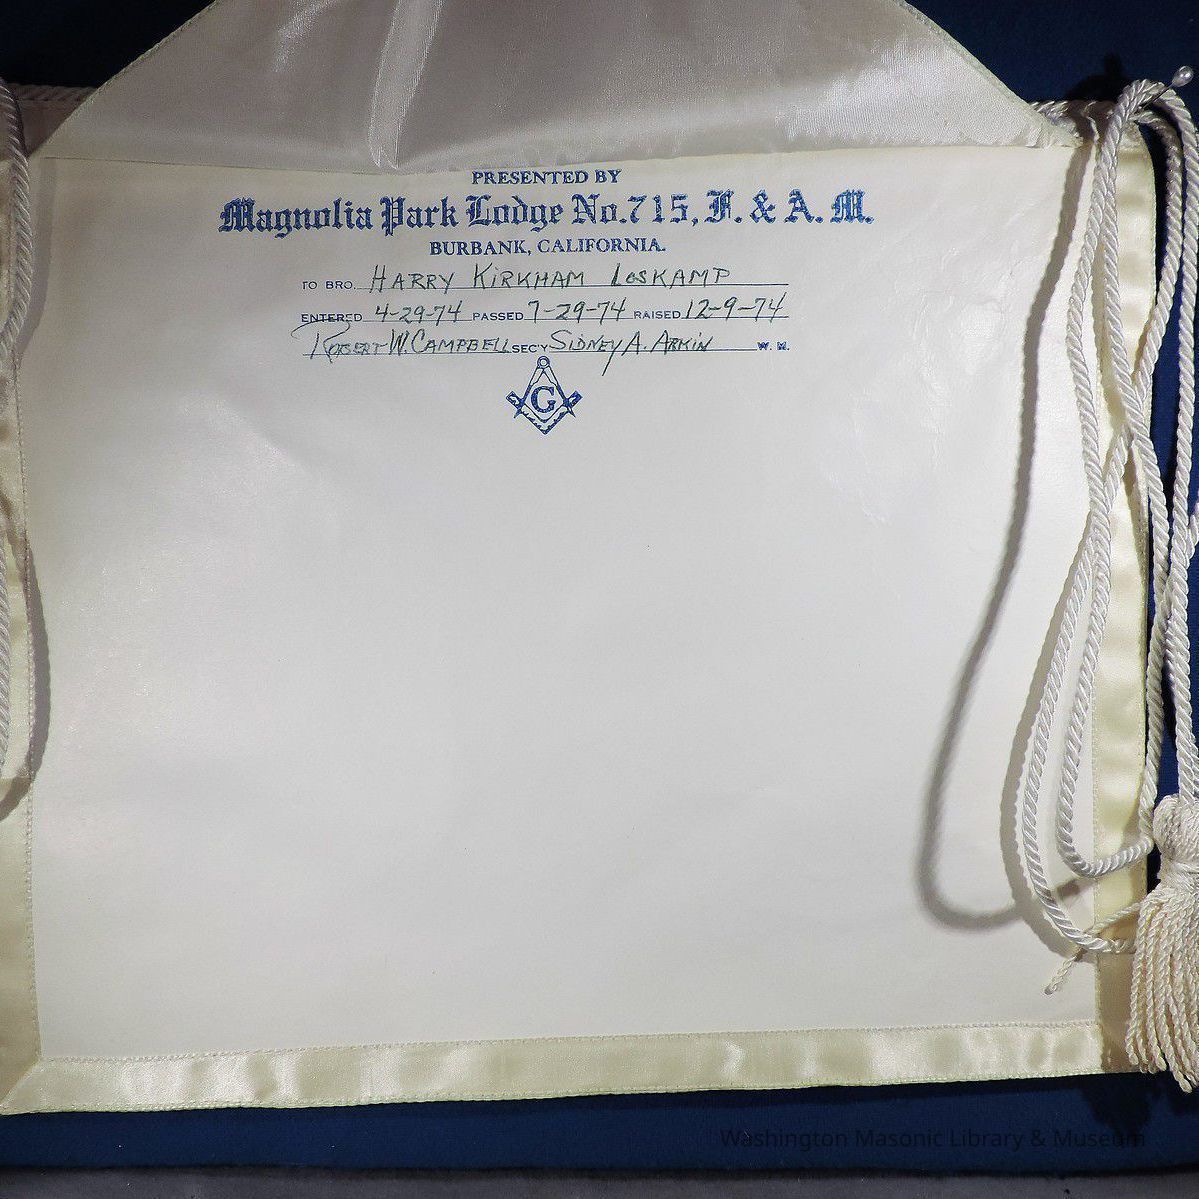 PRESENTED BY
Magnolia Park Lodge No. 715, F. & A. M.
BURBANK, CALIFORNIA.
TO BRO. HARRY KIRKHAM LOSKAMP
ENTERED 4-29-74 PASSED 7-29-74 RAISED 12-9-74
ROBERT W. CAMPBELL SEC'Y SIDNEY A. ARKIN W. M.
G
Washington Masonic Library & Museum